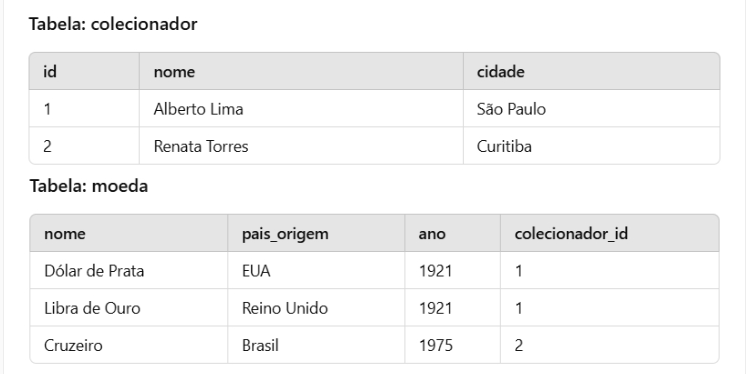 Tabela: colecionador
id nome cidade
1 Alberto Lima São Paulo
2 Renata Torres Curitiba
Tabela: moeda
nome pais_origem ano colecionador_id
Dólar de Prata EUA 1921 1
Libra de Ouro Reino Unido 1921 1
Cruzeiro Brasil 1975 2